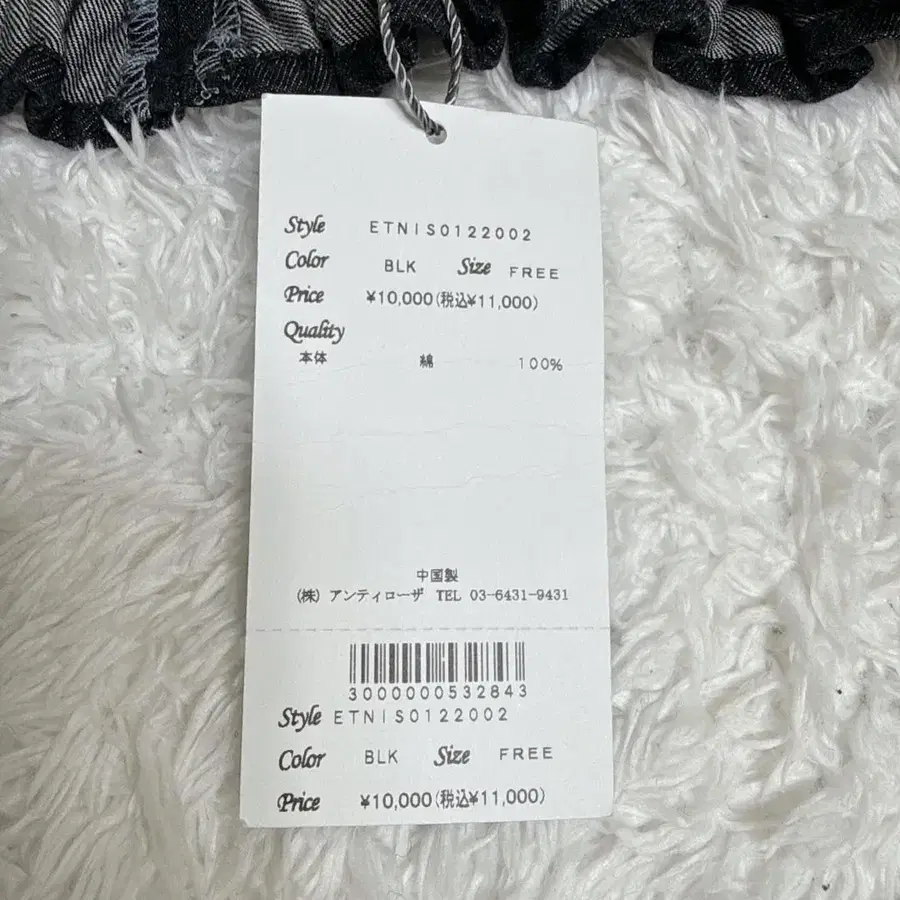 Style ETNIS0122002
Color BLK Size FREE
Price ¥10,000(税込¥11,000)
Quality
本体 綿 100%
中国製
(株) アンティローザ TEL 03-6431-9431
3000000532843
Style ETNIS0122002
Color BLK Size FREE
Price ¥10,000(税込¥11,000)